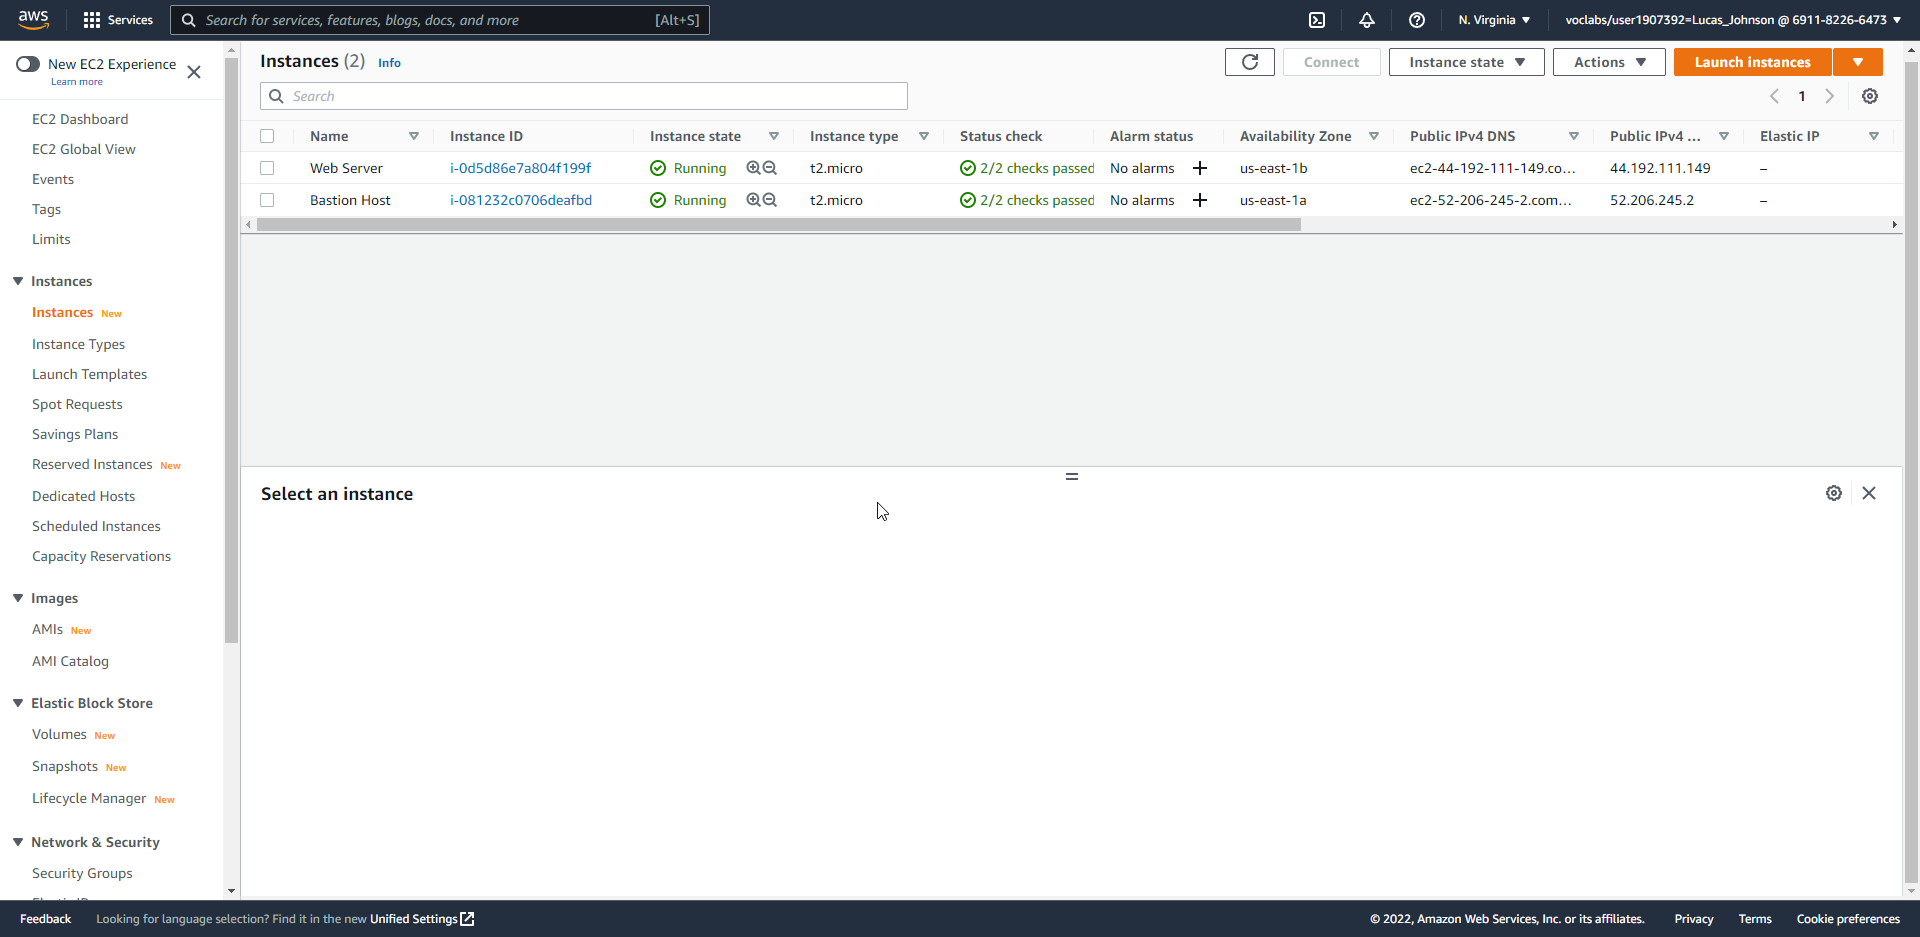 aws
Services
Search for services, features, blogs, docs, and more [Alt+S]
N. Virginia
voclabs/user1907392=Lucas_Johnson @ 6911-8226-6473
New EC2 Experience
Learn more
EC2 Dashboard
EC2 Global View
Events
Tags
Limits
Instances
Instances New
Instance Types
Launch Templates
Spot Requests
Savings Plans
Reserved Instances New
Dedicated Hosts
Scheduled Instances
Capacity Reservations
Images
AMIs New
AMI Catalog
Elastic Block Store
Volumes New
Snapshots New
Lifecycle Manager New
Network & Security
Security Groups
Instances (2) Info
Connect
Instance state
Actions
Launch instances
Search
1
Name Instance ID Instance state Instance type Status check Alarm status Availability Zone Public IPv4 DNS Public IPv4 ... Elastic IP
Web Server i-0d5d86e7a804f199f Running t2.micro 2/2 checks passed No alarms + us-east-1b ec2-44-192-111-149.co... 44.192.111.149 –
Bastion Host i-081232c0706deafbd Running t2.micro 2/2 checks passed No alarms + us-east-1a ec2-52-206-245-2.com... 52.206.245.2 –
Select an instance
Feedback
Looking for language selection? Find it in the new Unified Settings
© 2022, Amazon Web Services, Inc. or its affiliates.
Privacy
Terms
Cookie preferences